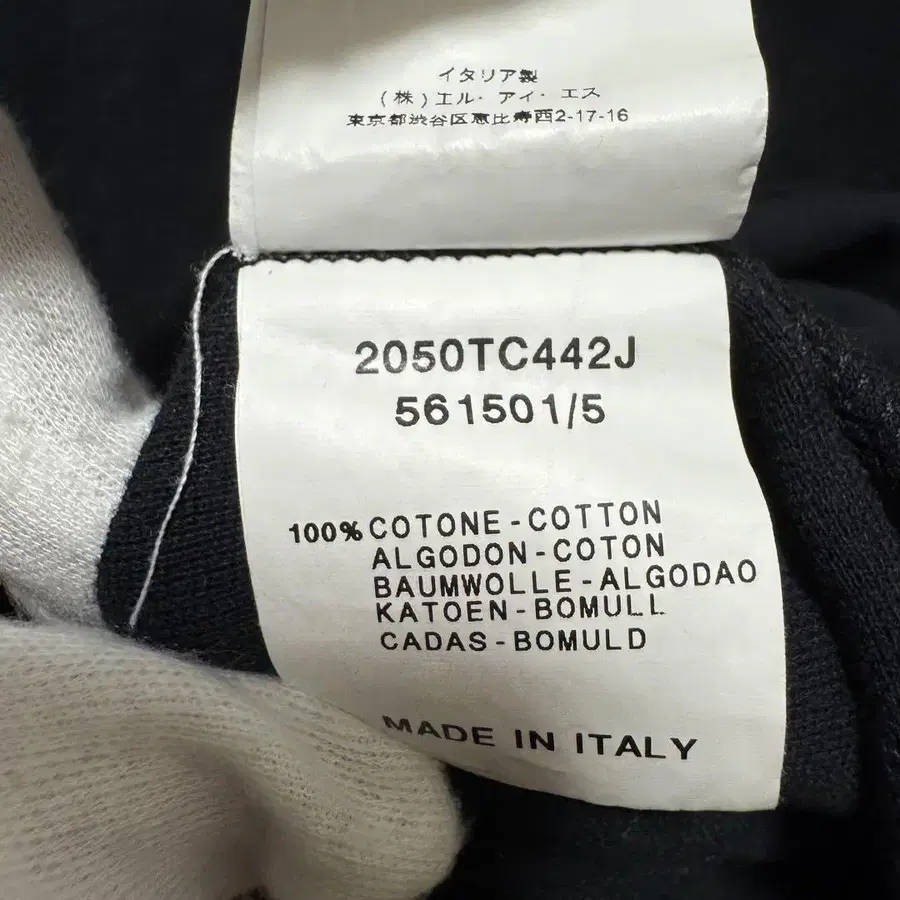 イタリア製
(株)エル・アイ・エス
東京都渋谷区恵比寿西2-17-16
2050TC442J
561501/5
100% COTONE-COTTON
ALGODON-COTON
BAUMWOLLE-ALGODAO
KATOEN-BOMULL
CADAS-BOMULD
MADE IN ITALY